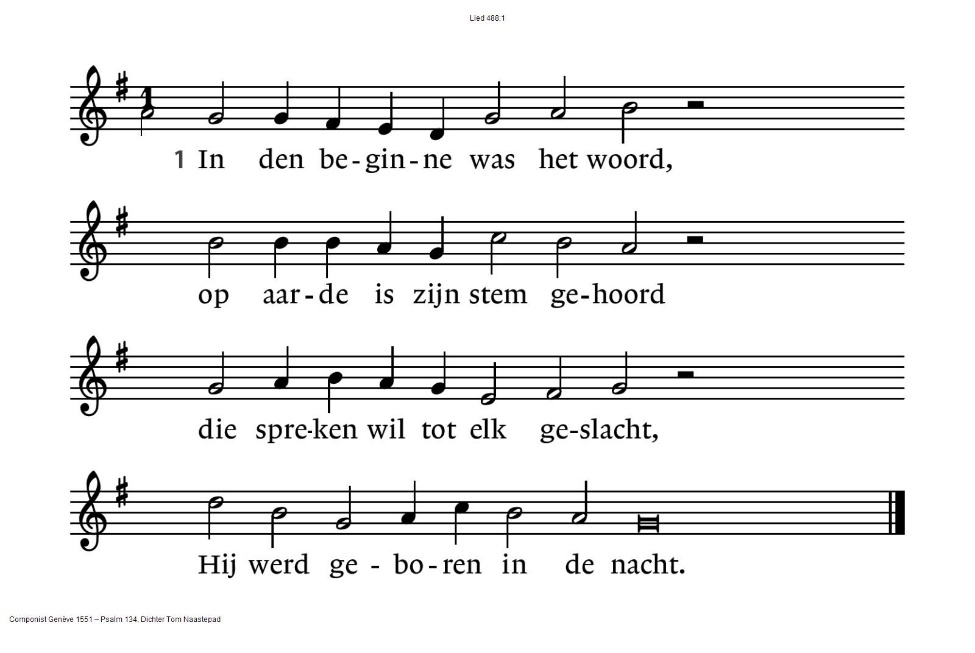 Lied 488:1
1
1 In den be-gin-ne was het woord,
op aar-de is zijn stem ge-hoord
die spre-ken wil tot elk ge-slacht,
Hij werd ge - bo-ren in de nacht.
Componist Genève 1551 – Psalm 134. Dichter Tom Naastepad